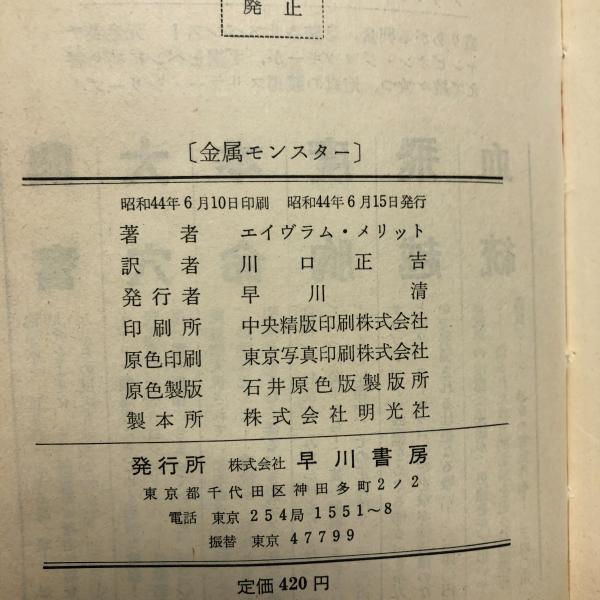 廃止
〔金属モンスター〕
昭和44年6月10日印刷 昭和44年6月15日発行
著者 エイヴラム・メリット
訳者 川口正吉
発行者 早川清
印刷所 中央精版印刷株式会社
原色印刷 東京写真印刷株式会社
原色製版 石井原色版製版所
製本所 株式会社明光社
発行所 株式会社 早川書房
東京都千代田区神田多町2ノ2
電話 東京 254局 1551〜8
振替 東京 47799
定価 420円